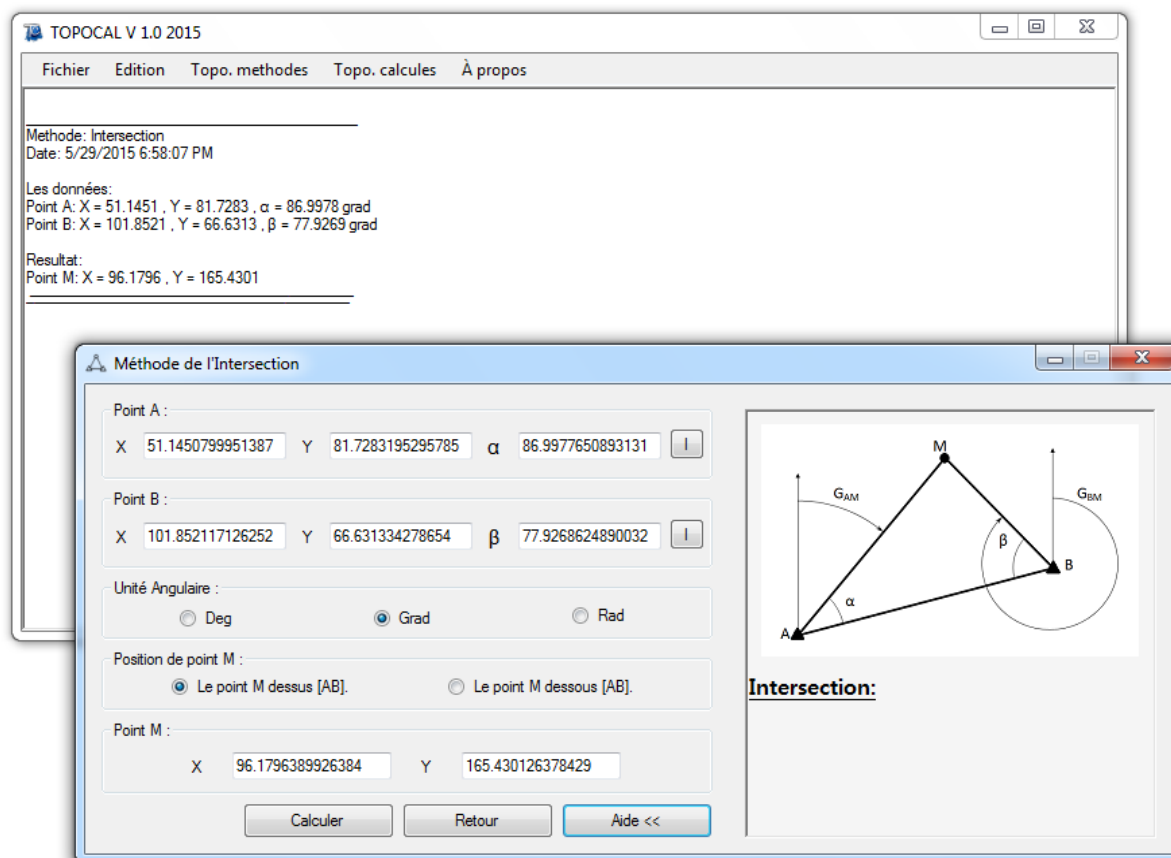 TOPOCAL V 1.0 2015
Fichier Edition Topo. methodes Topo. calcules À propos
Methode: Intersection
Date: 5/29/2015 6:58:07 PM
Les données:
Point A: X = 51.1451 , Y = 81.7283 , α = 86.9978 grad
Point B: X = 101.8521 , Y = 66.6313 , β = 77.9269 grad
Resultat:
Point M: X = 96.1796 , Y = 165.4301
Méthode de l'Intersection
Point A :
X 51.1450799951387 Y 81.7283195295785 α 86.9977650893131 I
Point B :
X 101.852117126252 Y 66.631334278654 β 77.9268624890032 I
Unité Angulaire :
Deg Grad Rad
Position de point M :
Le point M dessus [AB]. Le point M dessous [AB].
Point M :
X 96.1796389926384 Y 165.430126378429
Calculer Retour Aide <<
M
GAM GBM
β
B
α
A
Intersection: